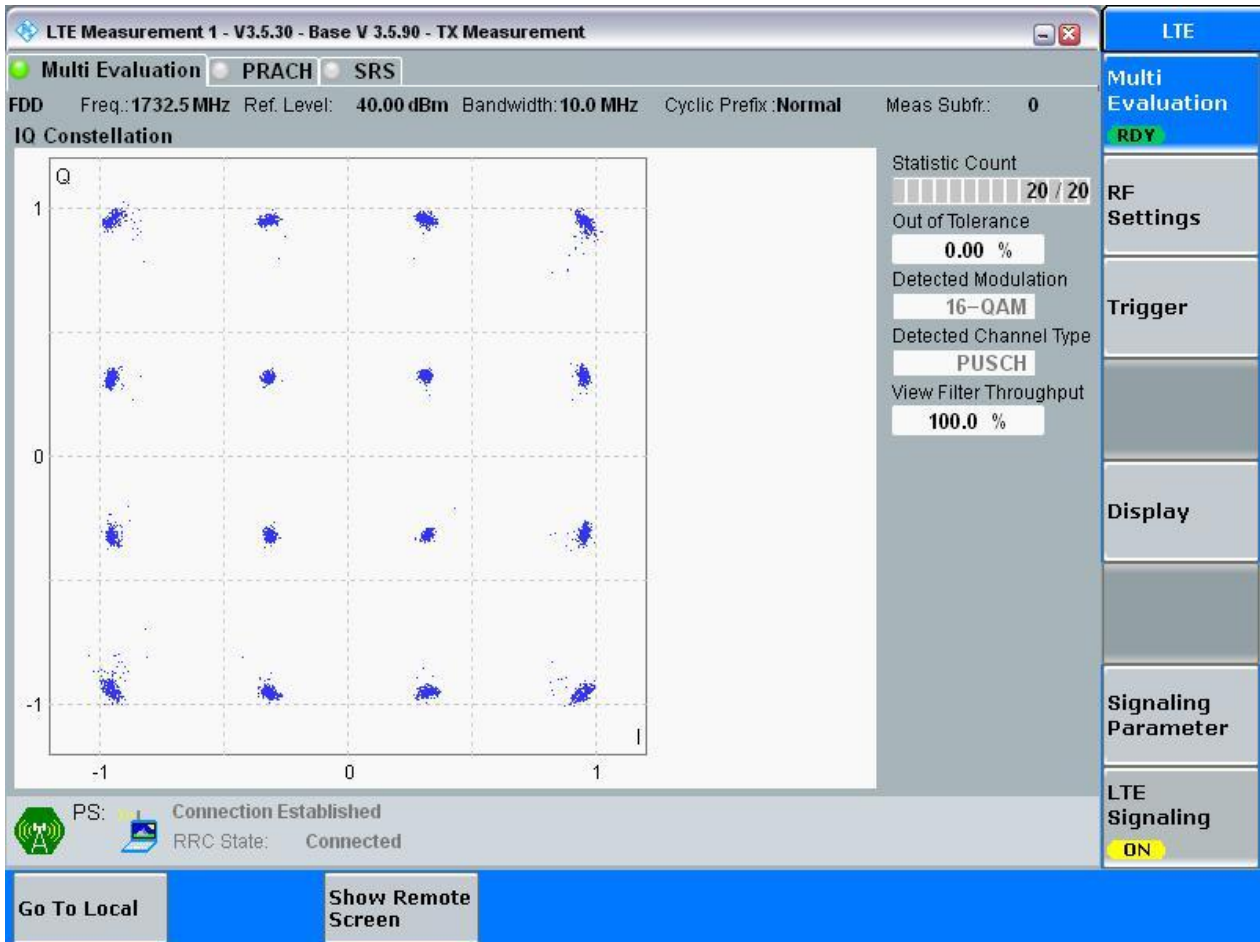 LTE Measurement 1 - V3.5.30 - Base V 3.5.90 - TX Measurement
Multi Evaluation PRACH SRS
FDD Freq.: 1732.5 MHz Ref. Level: 40.00 dBm Bandwidth: 10.0 MHz Cyclic Prefix : Normal Meas Subfr.: 0
IQ Constellation
Q
1
0
-1
I
-1 0 1
Statistic Count
20 / 20
Out of Tolerance
0.00 %
Detected Modulation
16-QAM
Detected Channel Type
PUSCH
View Filter Throughput
100.0 %
PS: Connection Established
RRC State: Connected
LTE
Multi
Evaluation
RDY
RF
Settings
Trigger
Display
Signaling
Parameter
LTE
Signaling
ON
Go To Local
Show Remote
Screen